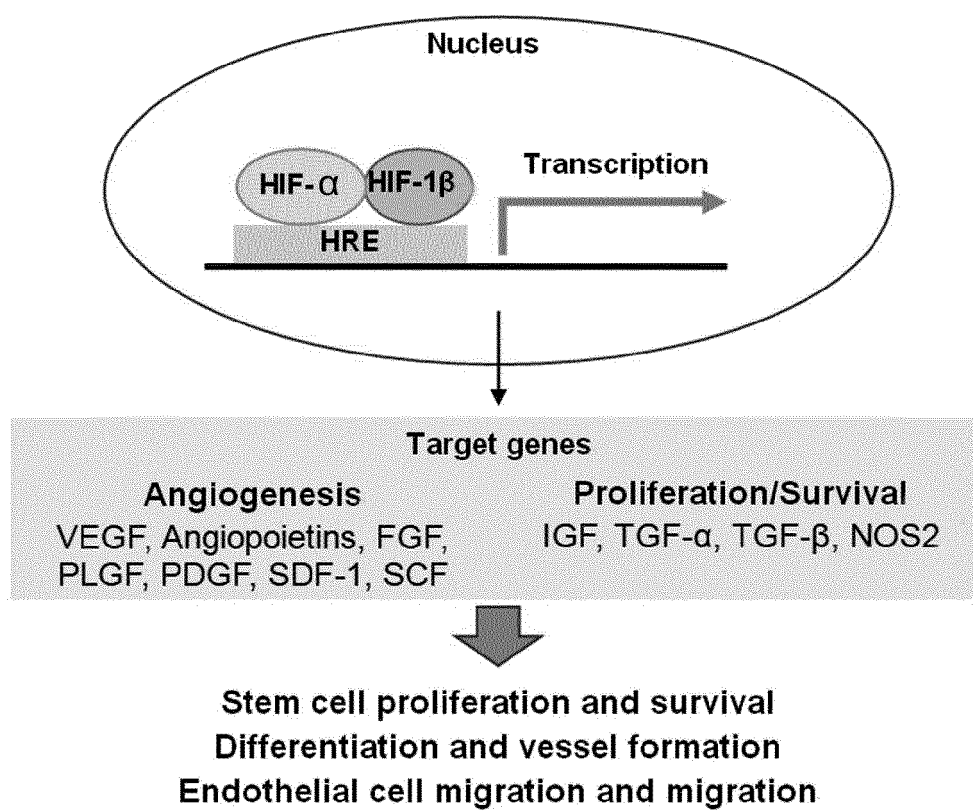 Nucleus
Transcription
HIF-α HIF-1β
HRE
Target genes
Angiogenesis
VEGF, Angiopoietins, FGF,
PLGF, PDGF, SDF-1, SCF
Proliferation/Survival
IGF, TGF-α, TGF-β, NOS2
Stem cell proliferation and survival
Differentiation and vessel formation
Endothelial cell migration and migration